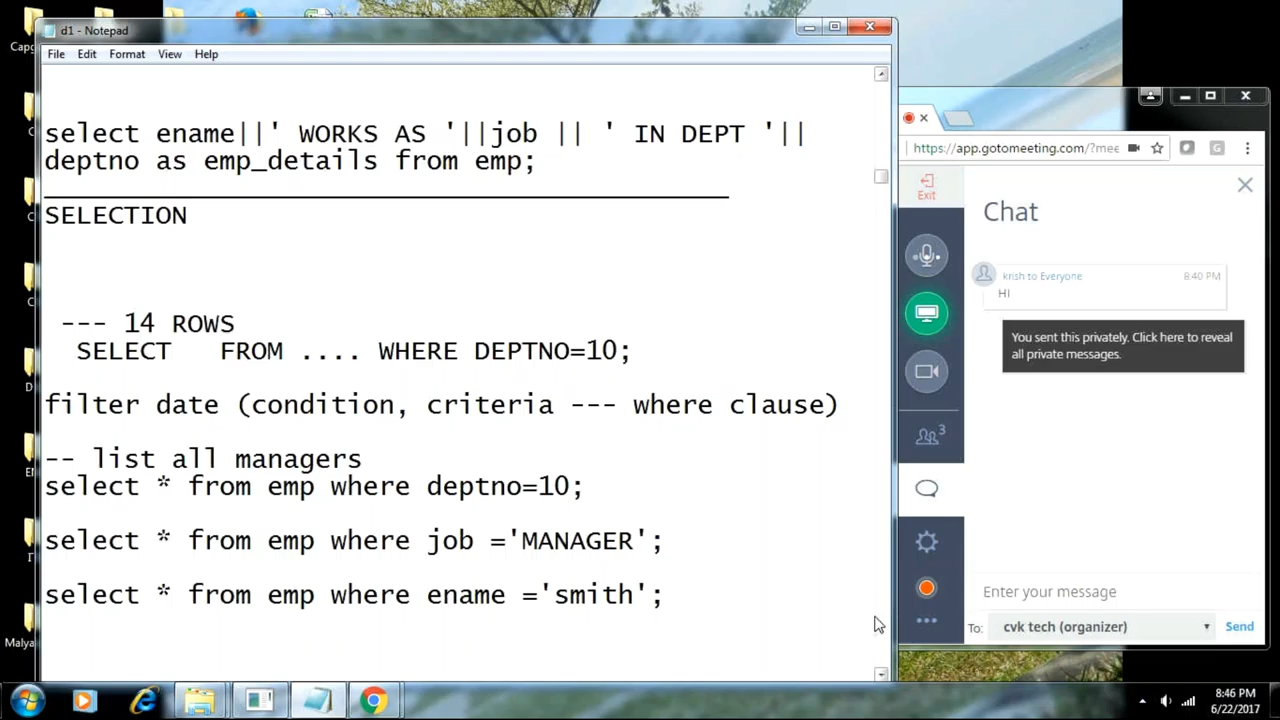 d1 - Notepad
File Edit Format View Help
select ename||' WORKS AS '||job || ' IN DEPT '||
deptno as emp_details from emp;
SELECTION
--- 14 ROWS
SELECT FROM .... WHERE DEPTNO=10;
filter date (condition, criteria --- where clause)
-- list all managers
select * from emp where deptno=10;
select * from emp where job ='MANAGER';
select * from emp where ename ='smith';
https://app.gotomeeting.com/?mee
Exit
Chat
krish to Everyone 8:40 PM
HI
You sent this privately. Click here to reveal
all private messages.
3
Enter your message
To: cvk tech (organizer) Send
8:46 PM
6/22/2017